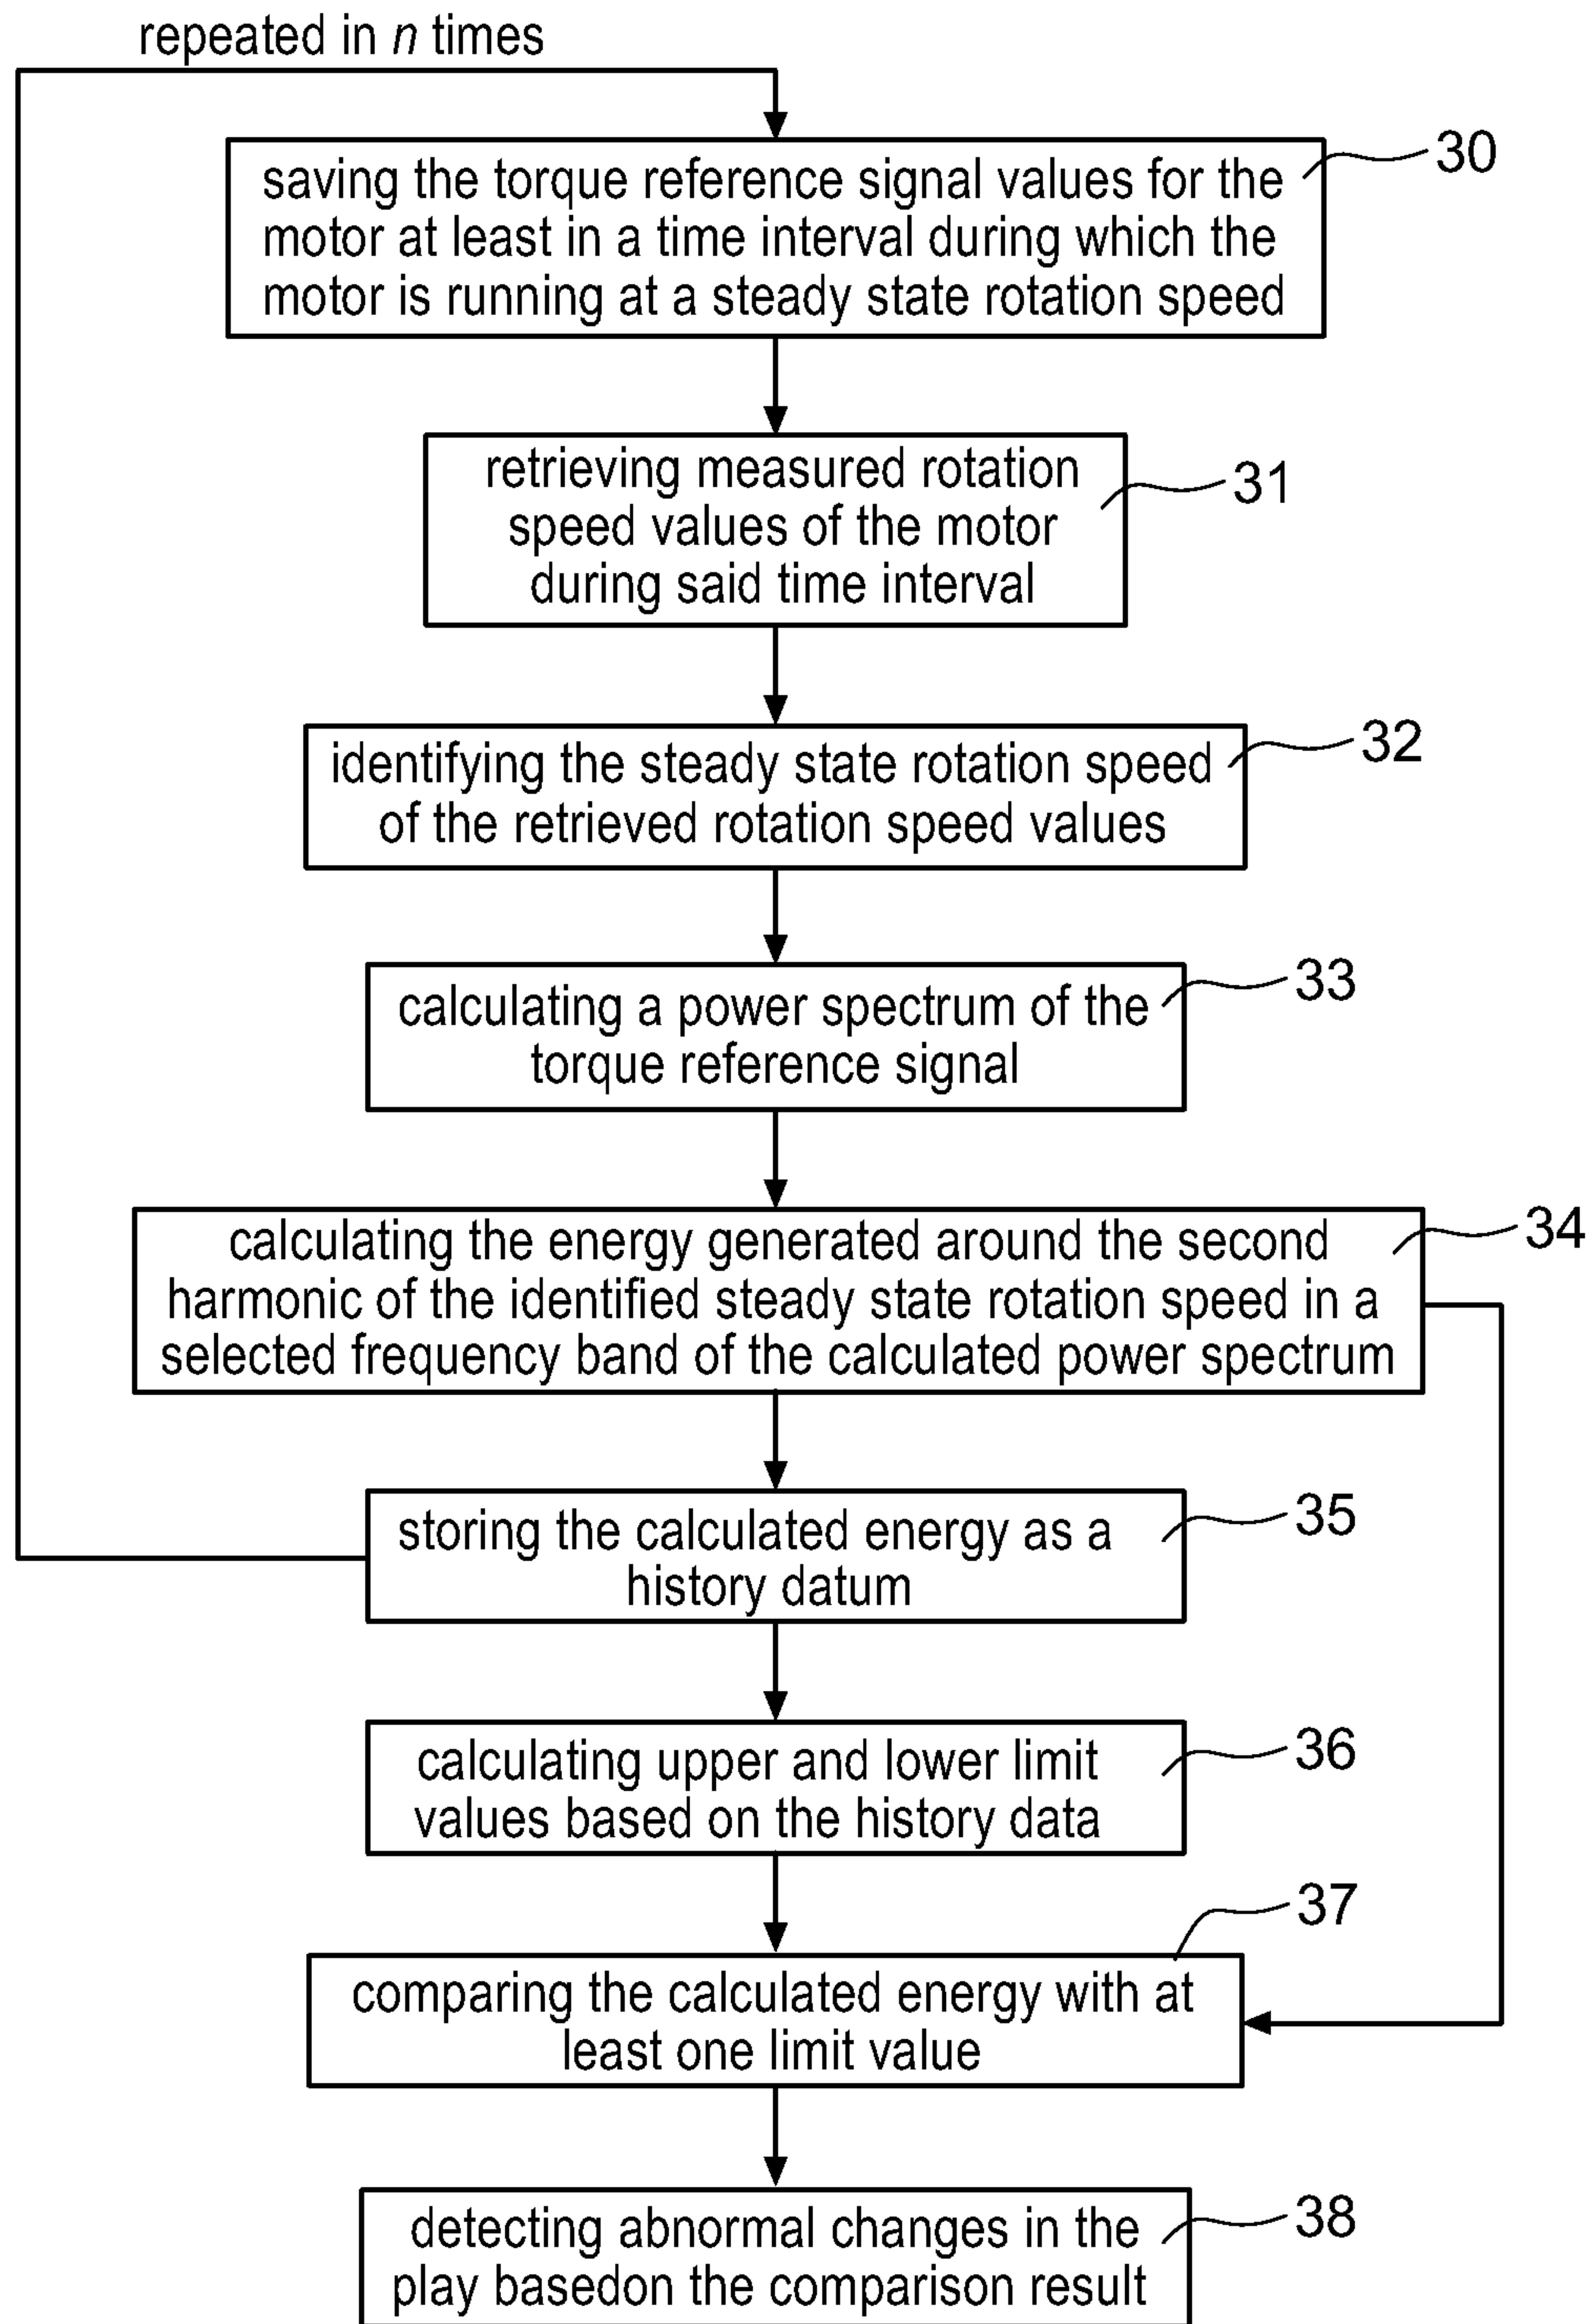 repeated in n times
saving the torque reference signal values for the
motor at least in a time interval during which the
motor is running at a steady state rotation speed
30
retrieving measured rotation
speed values of the motor
during said time interval
31
identifying the steady state rotation speed
of the retrieved rotation speed values
32
calculating a power spectrum of the
torque reference signal
33
calculating the energy generated around the second
harmonic of the identified steady state rotation speed in a
selected frequency band of the calculated power spectrum
34
storing the calculated energy as a
history datum
35
calculating upper and lower limit
values based on the history data
36
comparing the calculated energy with at
least one limit value
37
detecting abnormal changes in the
play basedon the comparison result
38